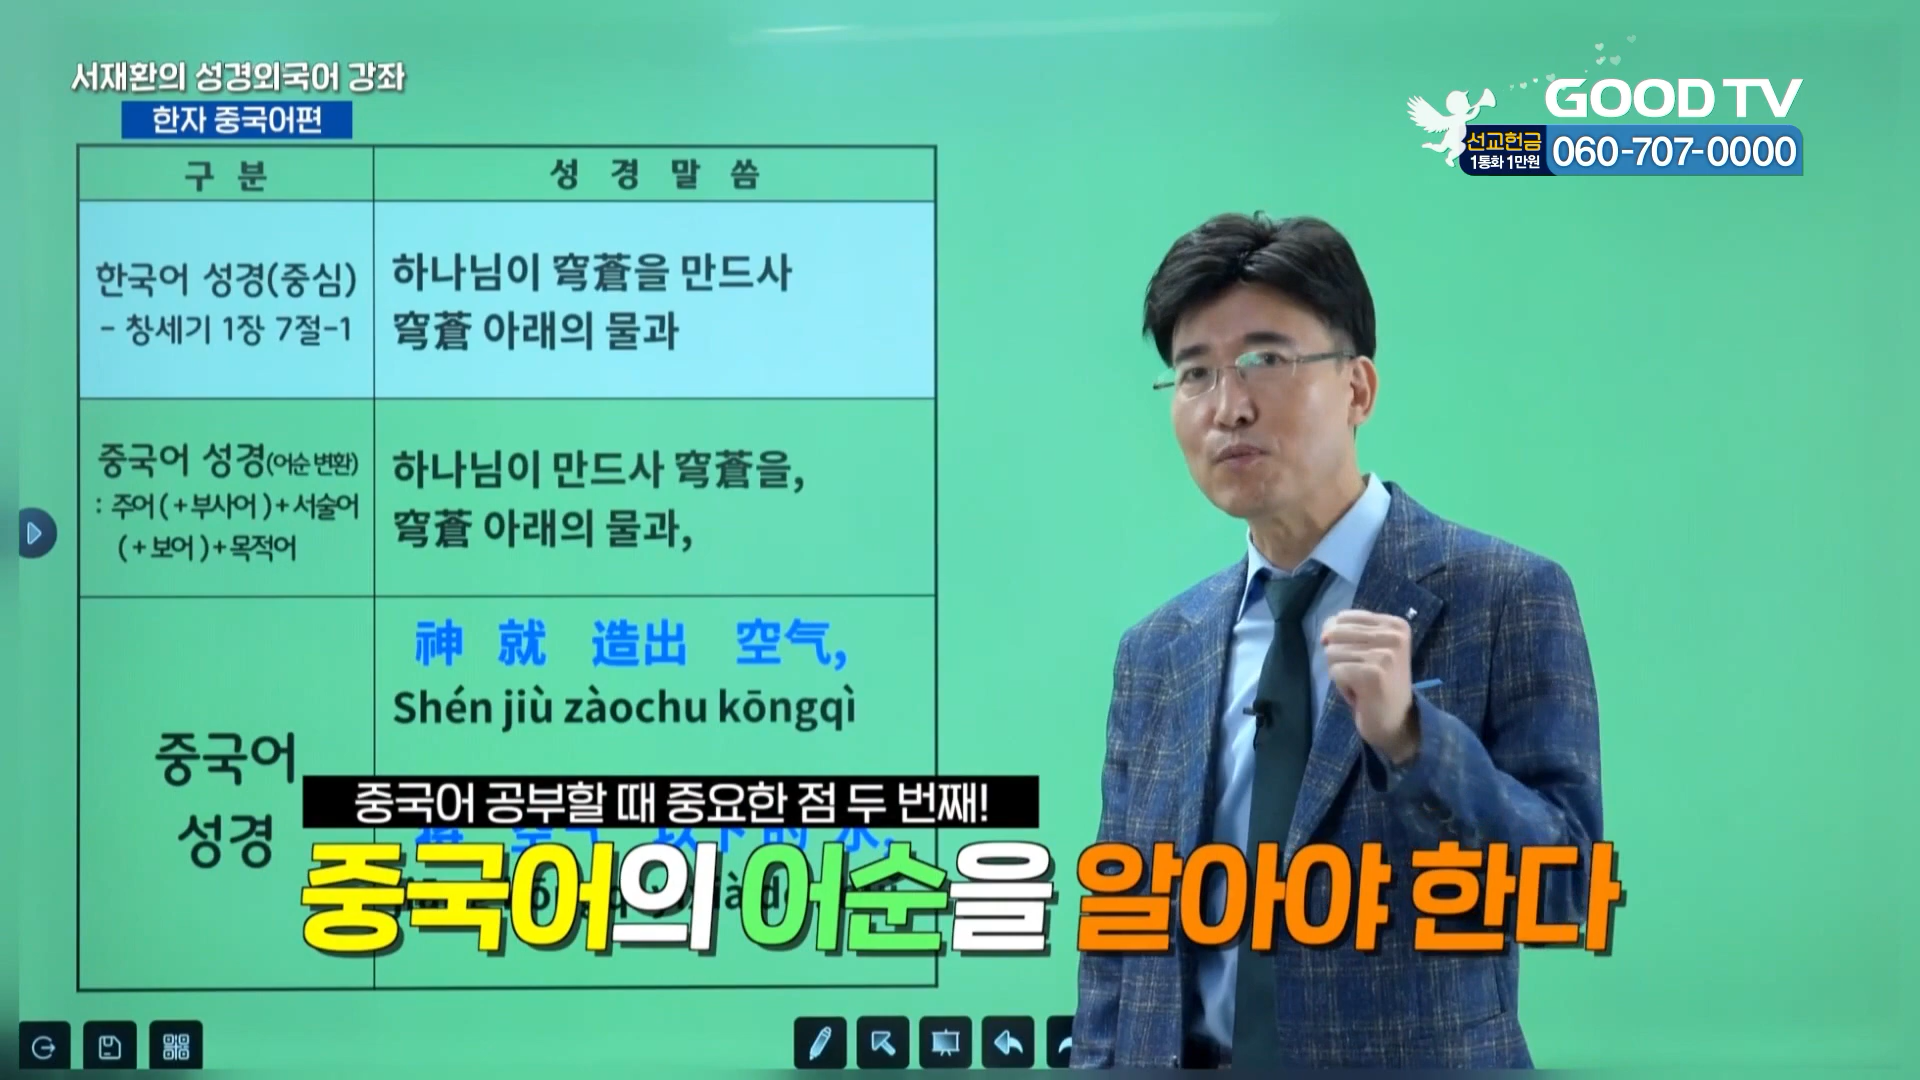 서재환의 성경외국어 강좌
한자 중국어편
GOOD TV
선교헌금
1통화 1만원
060-707-0000
구 분
성 경 말 씀
한국어 성경(중심)
- 창세기 1장 7절-1
하나님이 穹蒼을 만드사
穹蒼 아래의 물과
중국어 성경(어순 변환)
: 주어 ( + 부사어 ) + 서술어
( + 보어 ) + 목적어
하나님이 만드사 穹蒼을,
穹蒼 아래의 물과,
중국어
성경
神 就 造出 空气,
Shén jiù zàochu kōngqì
중국어 공부할 때 중요한 점 두 번째!
중국어의 어순을 알아야 한다